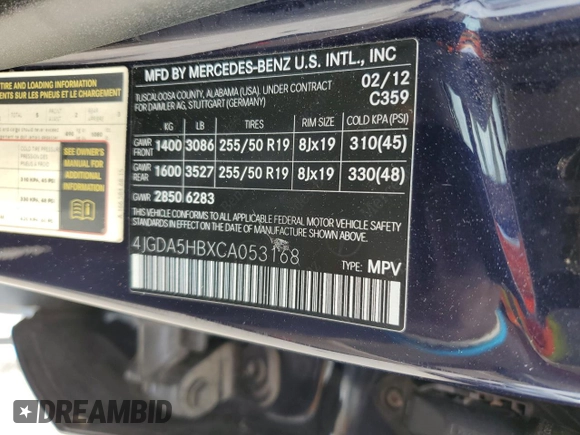 TIRE AND LOADING INFORMATION
SUR LES PNEUS ET LE CHARGEMENT
SEE OWNER'S
MANUAL FOR
ADDITIONAL
INFORMATION
MFD BY MERCEDES-BENZ U.S. INTL., INC
TUSCALOOSA COUNTY, ALABAMA (USA), UNDER CONTRACT
FOR DAIMLER AG, STUTTGART (GERMANY)
02/12
C359
KG LB TIRES RIM SIZE COLD KPA (PSI)
GAWR FRONT 1400 3086 255/50 R19 8Jx19 310(45)
GAWR REAR 1600 3527 255/50 R19 8Jx19 330(48)
GVWR 2850 6283
THIS VEHICLE CONFORMS TO ALL APPLICABLE FEDERAL MOTOR VEHICLE SAFETY
STANDARDS IN EFFECT ON THE DATE OF MANUFACTURE SHOWN ABOVE.
4JGDA5HBXCA053168
TYPE: MPV
DREAMBID